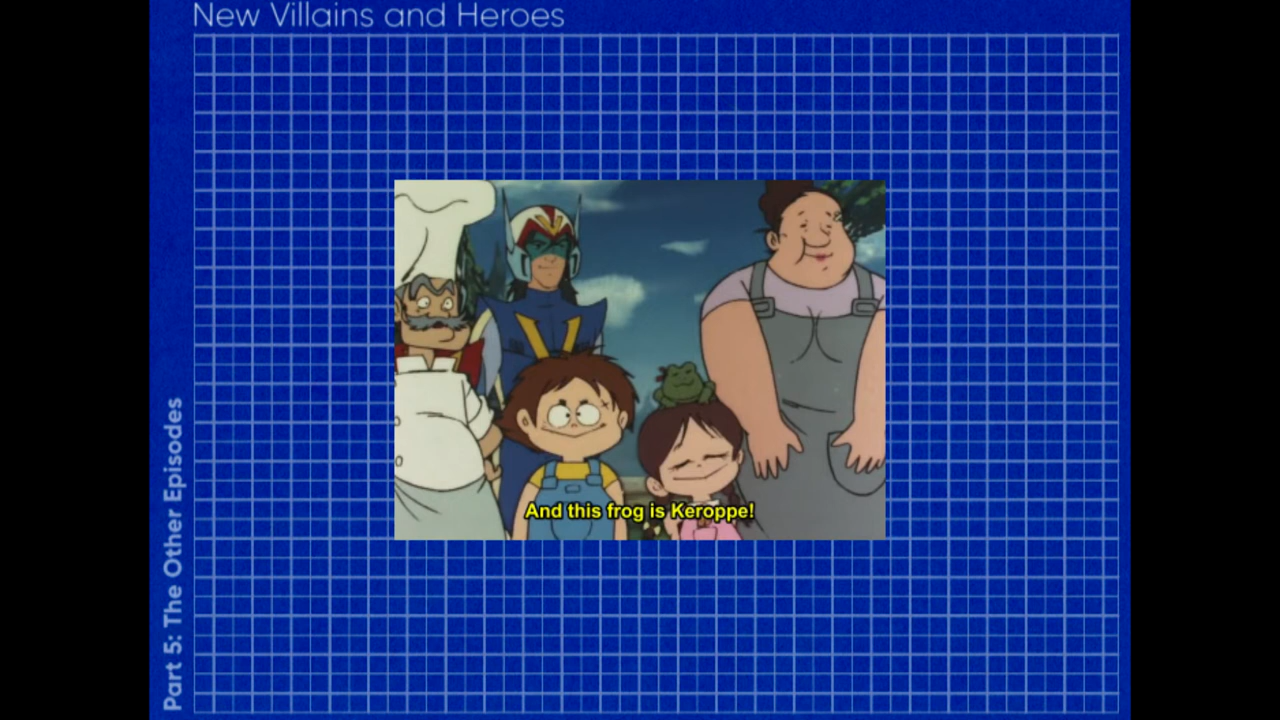 New Villains and Heroes
Part 5: The Other Episodes
And this frog is Keroppe!